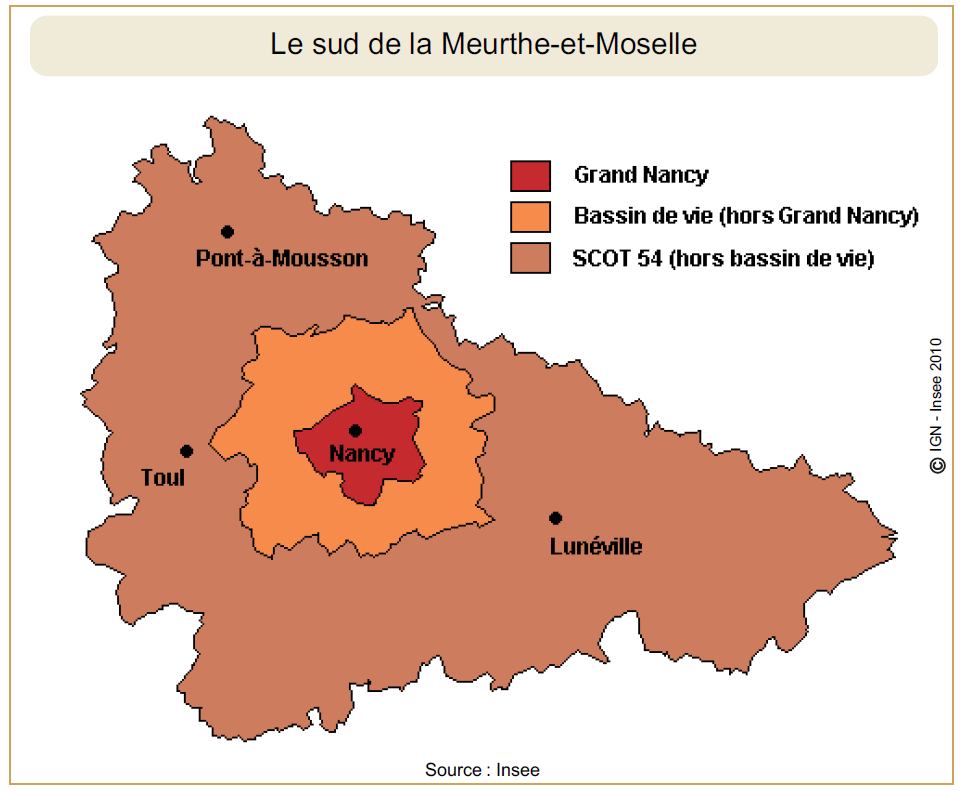 Le sud de la Meurthe-et-Moselle
Grand Nancy
Bassin de vie (hors Grand Nancy)
SCOT 54 (hors bassin de vie)
Pont-à-Mousson
Nancy
Toul
Lunéville
© IGN - Insee 2010
Source : Insee